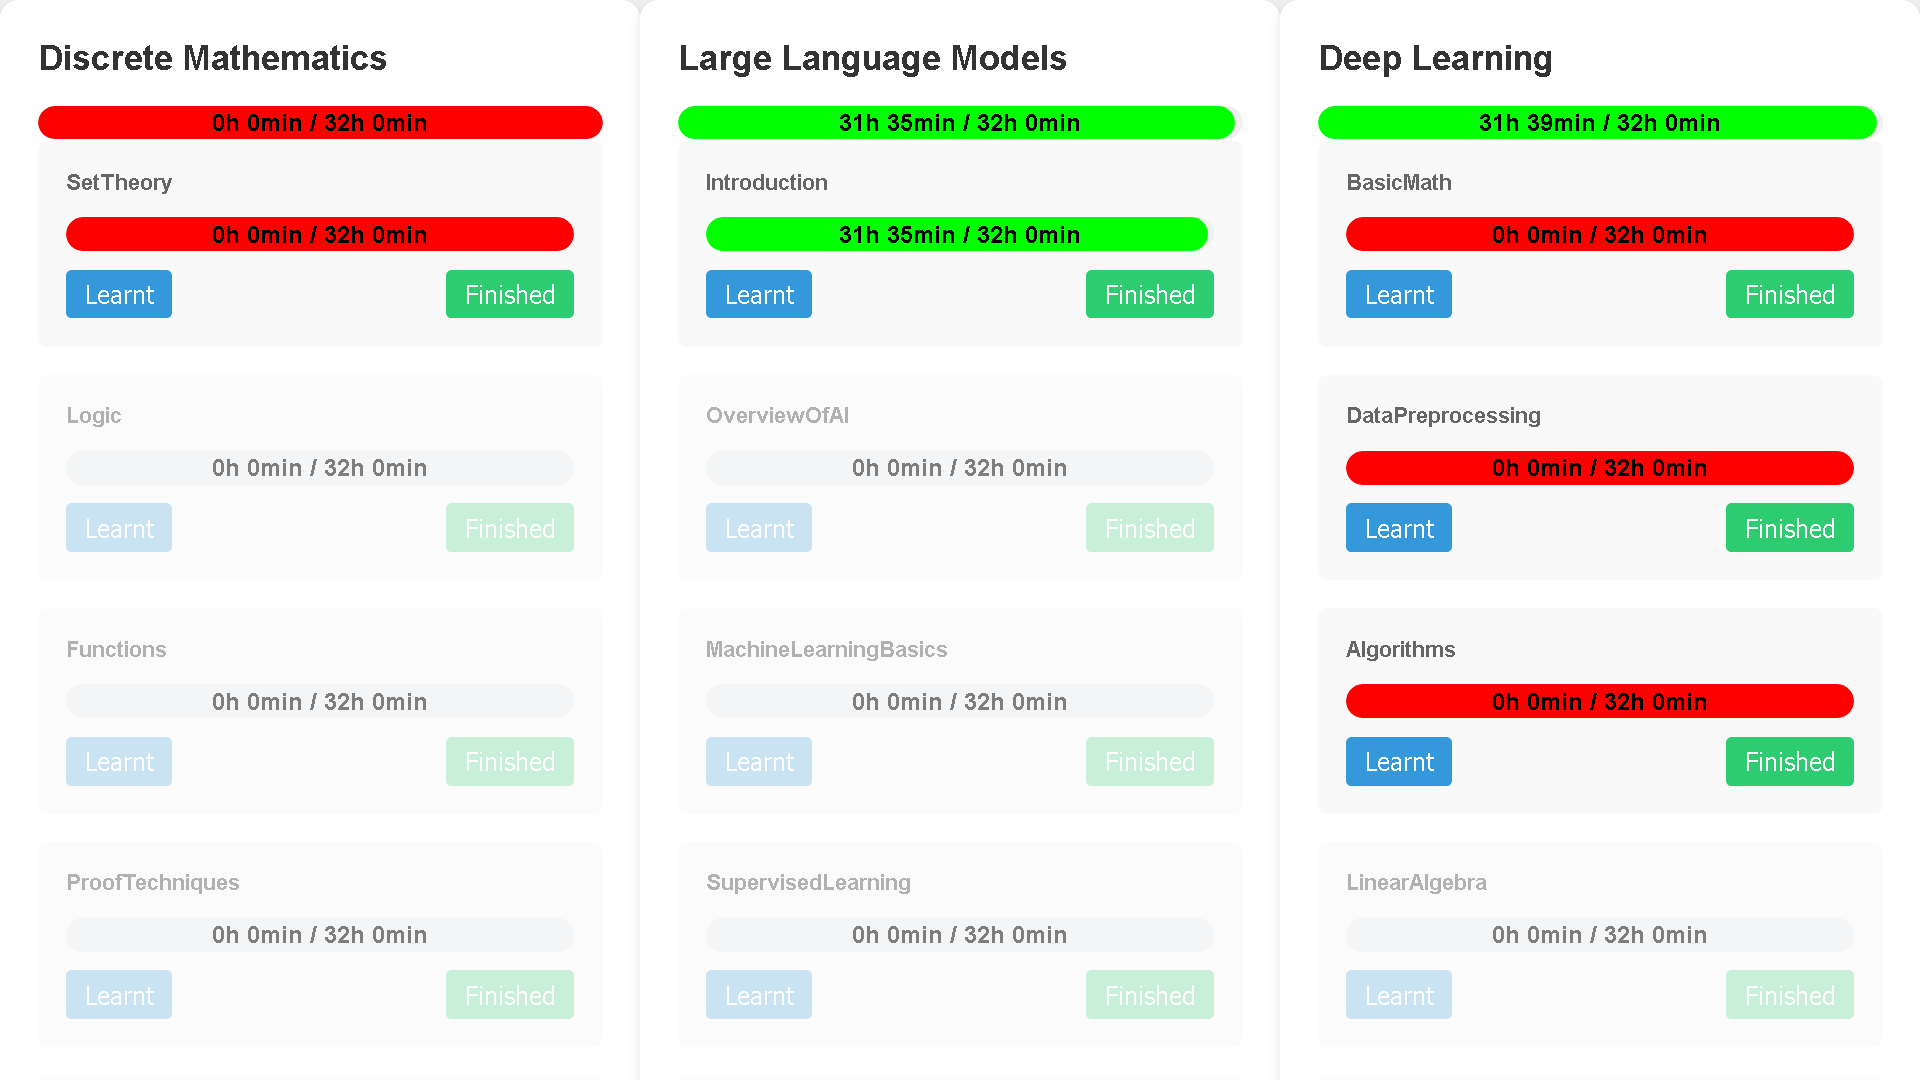 Discrete Mathematics
0h 0min / 32h 0min
SetTheory
0h 0min / 32h 0min
Learnt
Finished
Logic
0h 0min / 32h 0min
Learnt
Finished
Functions
0h 0min / 32h 0min
Learnt
Finished
ProofTechniques
0h 0min / 32h 0min
Learnt
Finished
Large Language Models
31h 35min / 32h 0min
Introduction
31h 35min / 32h 0min
Learnt
Finished
OverviewOfAI
0h 0min / 32h 0min
Learnt
Finished
MachineLearningBasics
0h 0min / 32h 0min
Learnt
Finished
SupervisedLearning
0h 0min / 32h 0min
Learnt
Finished
Deep Learning
31h 39min / 32h 0min
BasicMath
0h 0min / 32h 0min
Learnt
Finished
DataPreprocessing
0h 0min / 32h 0min
Learnt
Finished
Algorithms
0h 0min / 32h 0min
Learnt
Finished
LinearAlgebra
0h 0min / 32h 0min
Learnt
Finished